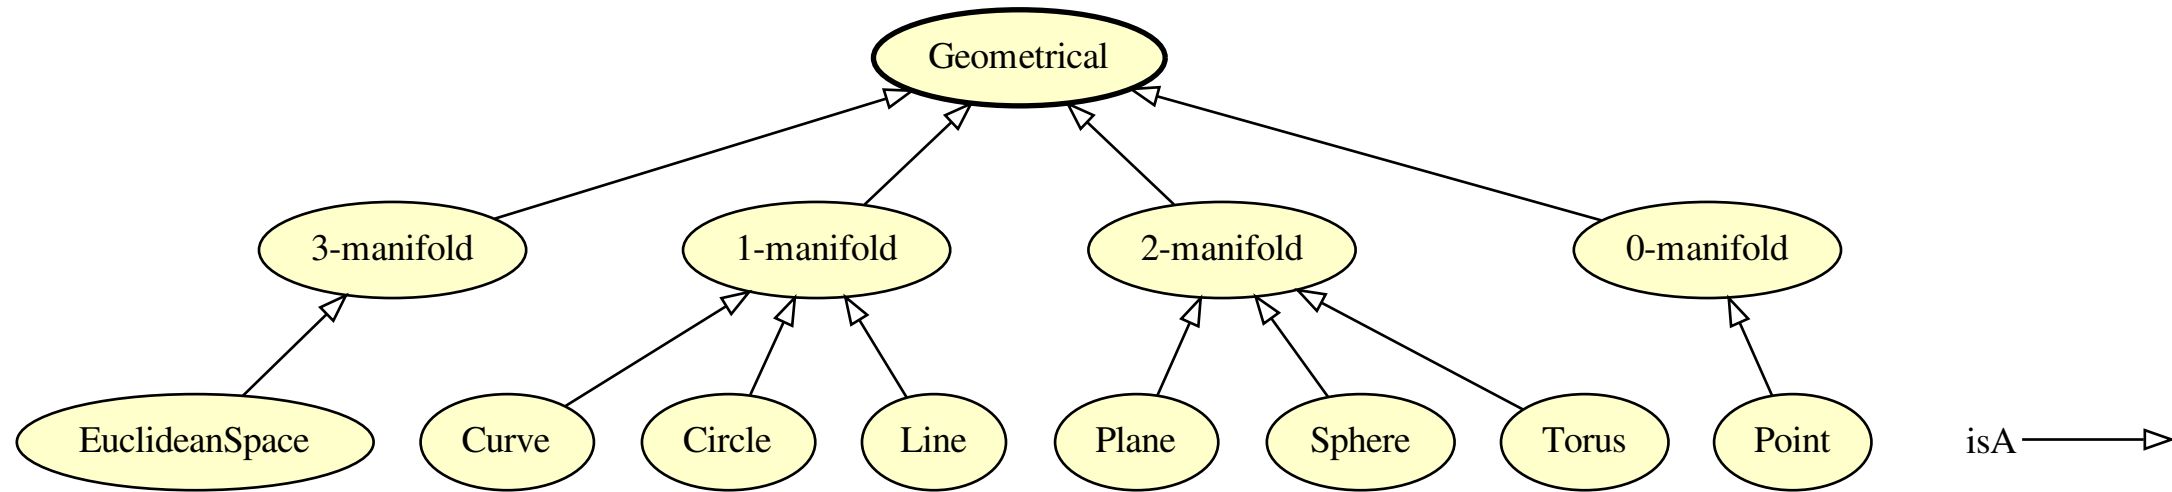 Geometrical
3-manifold
1-manifold
2-manifold
0-manifold
EuclideanSpace
Curve
Circle
Line
Plane
Sphere
Torus
Point
isA